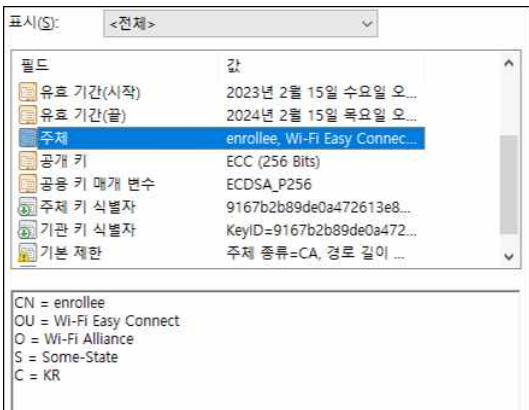 표시(S): <전체>
필드 값
유효 기간(시작) 2023년 2월 15일 수요일 오...
유효 기간(끝) 2024년 2월 15일 목요일 오...
주체 enrollee, Wi-Fi Easy Connec...
공개 키 ECC (256 Bits)
공용 키 매개 변수 ECDSA_P256
주체 키 식별자 9167b2b89de0a472613e8...
기관 키 식별자 KeyID=9167b2b89de0a472...
기본 제한 주체 종류=CA, 경로 길이 ...
CN = enrollee
OU = Wi-Fi Easy Connect
O = Wi-Fi Alliance
S = Some-State
C = KR